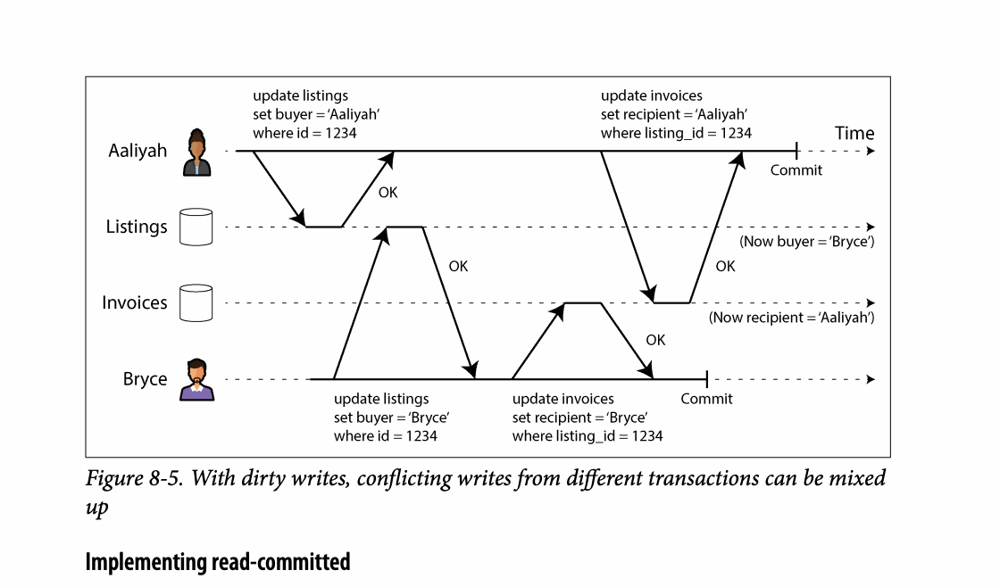 update listings
set buyer = ‘Aaliyah’
where id = 1234
update invoices
set recipient = ‘Aaliyah’
where listing_id = 1234
Time
Aaliyah
Commit
OK
Listings
(Now buyer = ‘Bryce’)
OK
OK
Invoices
(Now recipient = ‘Aaliyah’)
OK
Bryce
update listings
set buyer = ‘Bryce’
where id = 1234
update invoices
set recipient = ‘Bryce’
where listing_id = 1234
Commit
Figure 8-5. With dirty writes, conflicting writes from different transactions can be mixed
up
Implementing read-committed